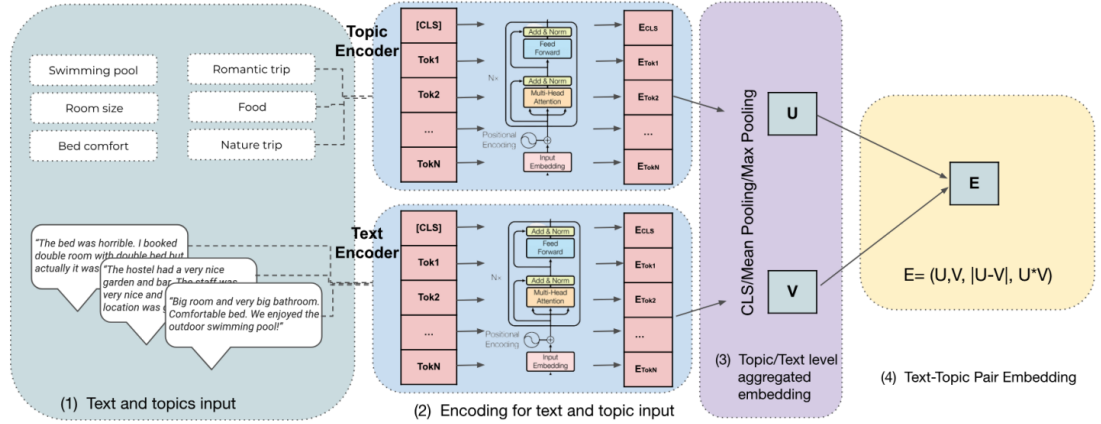 Swimming pool
Romantic trip
Room size
Food
Bed comfort
Nature trip
"The bed was horrible. I booked
double room with double bed but
actually it was
"The hostel had a very nice
garden and bar. The staff was
very nice and
location was
"Big room and very big bathroom.
Comfortable bed. We enjoyed the
outdoor swimming pool!"
(1) Text and topics input
Topic
Encoder
[CLS]
Tok1
Tok2
...
TokN
Add & Norm
Feed
Forward
N×
Add & Norm
Multi-Head
Attention
Positional
Encoding
Input
Embedding
ECLS
ETok1
ETok2
...
ETokN
Text
Encoder
[CLS]
Tok1
Tok2
...
TokN
Add & Norm
Feed
Forward
N×
Add & Norm
Multi-Head
Attention
Positional
Encoding
Input
Embedding
ECLS
ETok1
ETok2
...
ETokN
(2) Encoding for text and topic input
CLS/Mean Pooling/Max Pooling
U
V
(3) Topic/Text level
aggregated
embedding
E
E= (U,V, |U-V|, U*V)
(4) Text-Topic Pair Embedding